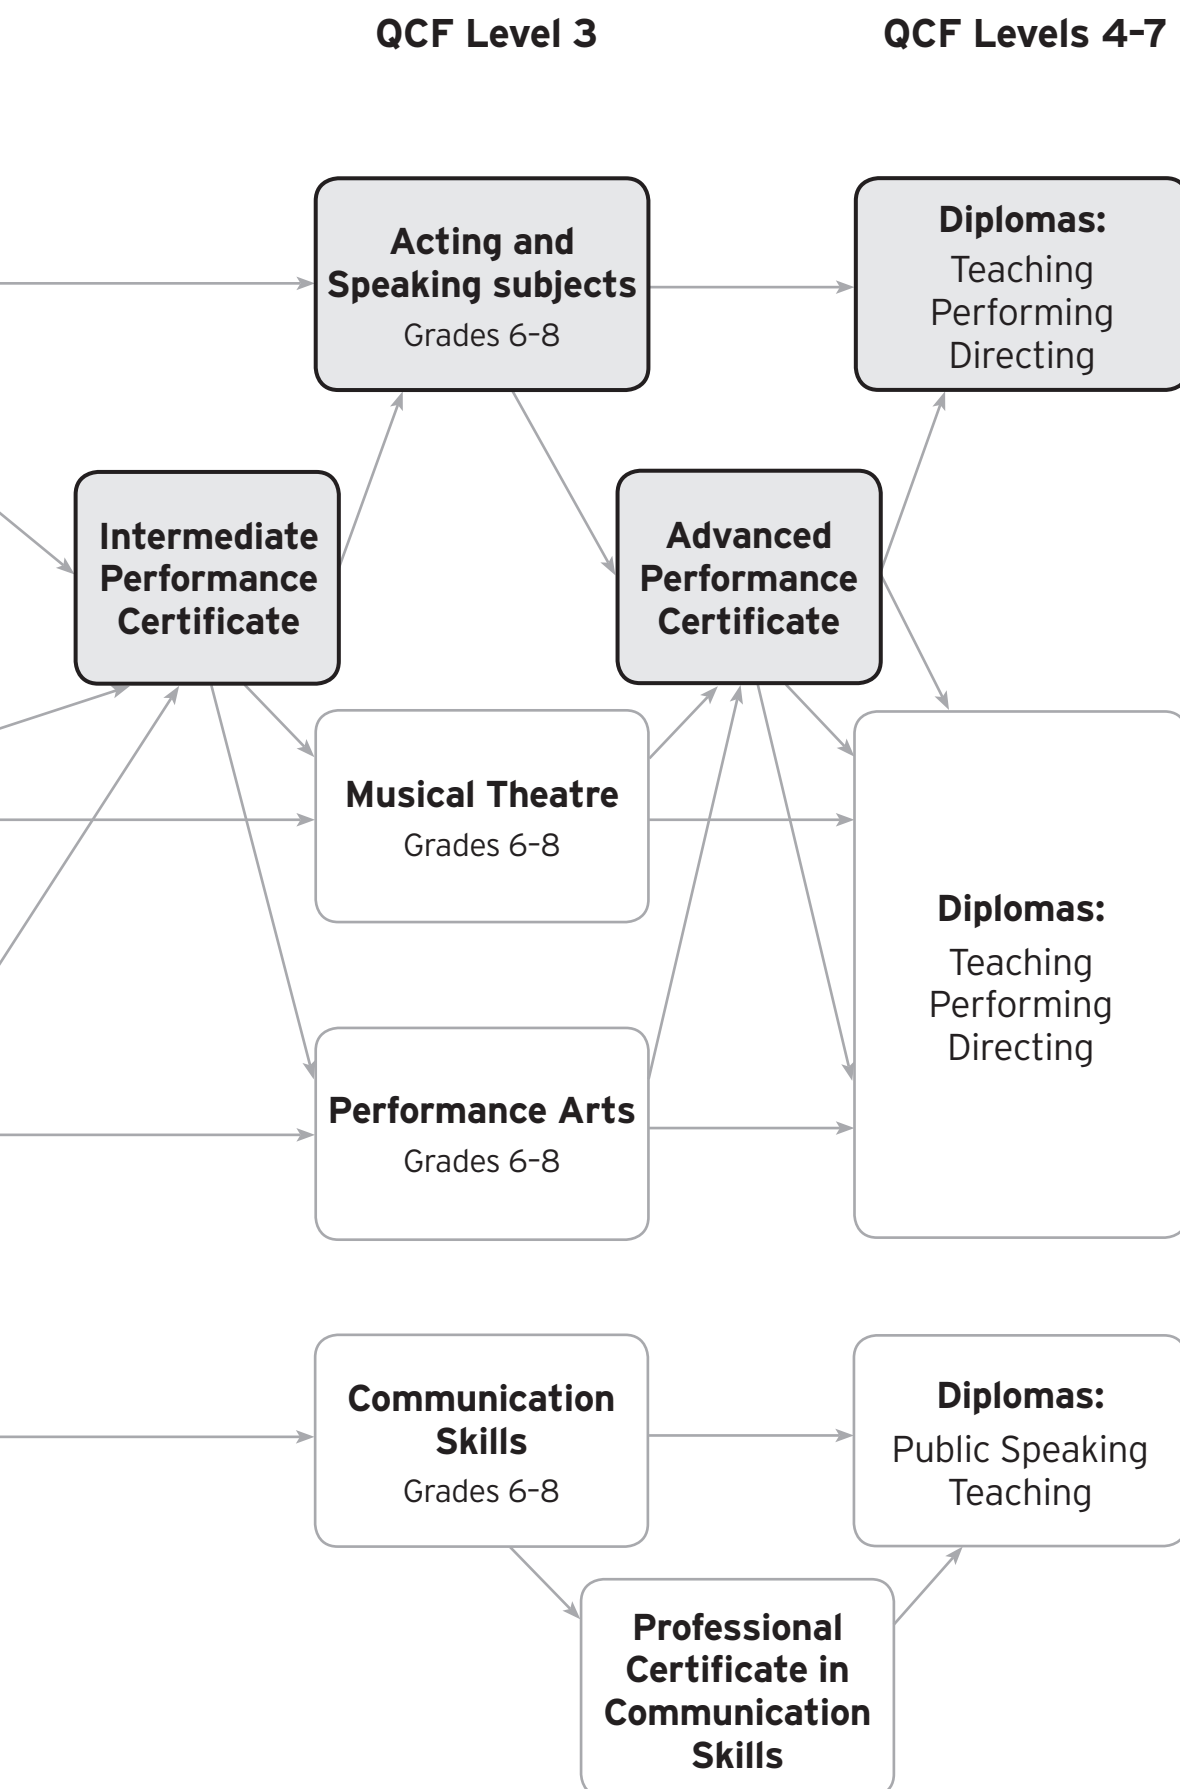 QCF Level 3
QCF Levels 4–7
Acting and
Speaking subjects
Grades 6–8
Diplomas:
Teaching
Performing
Directing
Intermediate
Performance
Certificate
Advanced
Performance
Certificate
Musical Theatre
Grades 6–8
Diplomas:
Teaching
Performing
Directing
Performance Arts
Grades 6–8
Communication
Skills
Grades 6–8
Diplomas:
Public Speaking
Teaching
Professional
Certificate in
Communication
Skills